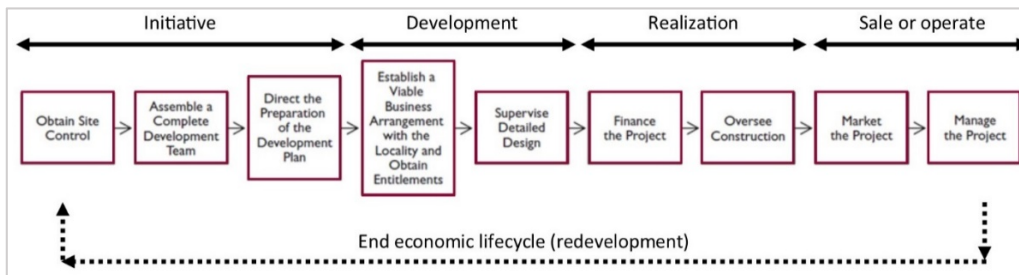 Initiative
Development
Realization
Sale or operate
Obtain Site
Control
Assemble a
Complete
Development
Team
Direct the
Preparation
of the
Development
Plan
Establish a
Viable
Business
Arrangement
with the
Locality and
Obtain
Entitlements
Supervise
Detailed
Design
Finance
the Project
Oversee
Construction
Market
the Project
Manage
the Project
End economic lifecycle (redevelopment)